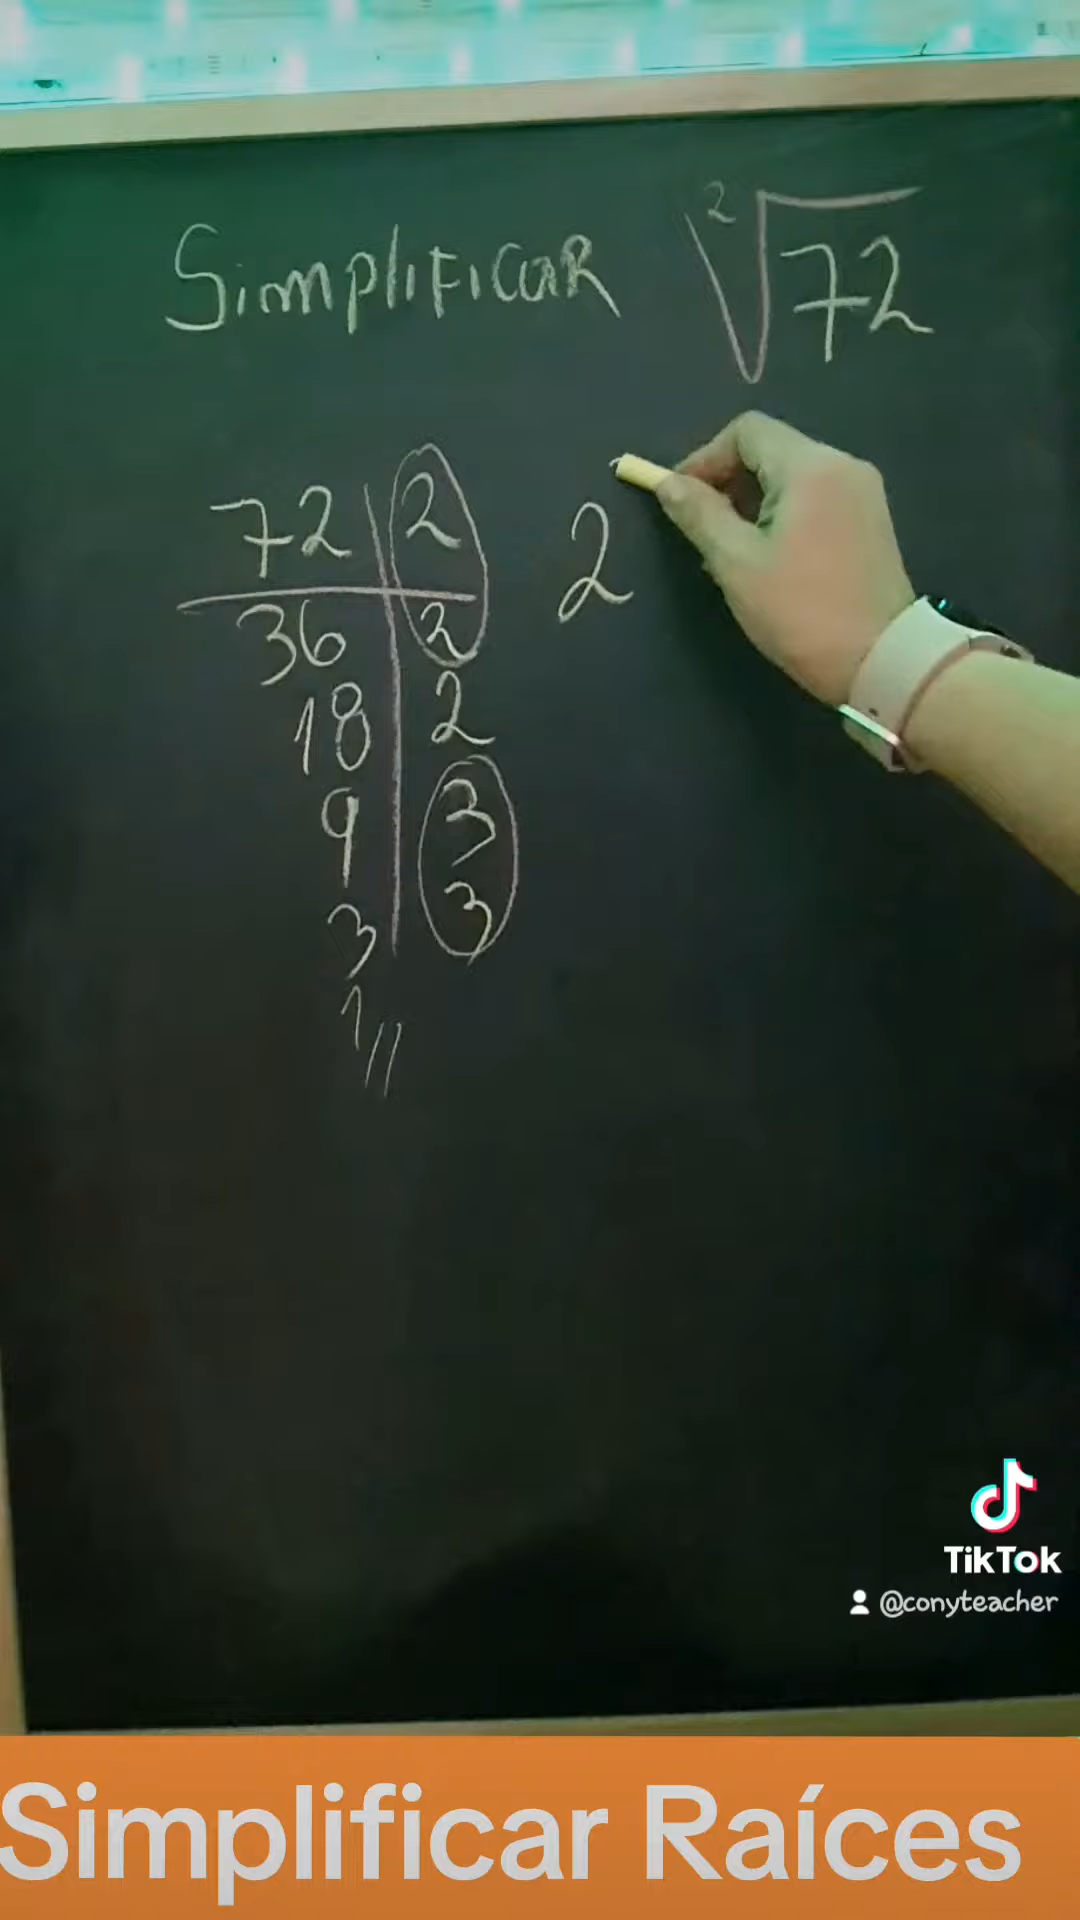 Simplificar ²√72
72 | 2 2
36 | 2
18 | 2
9 | 3
3 | 3
1 //
TikTok
@conyteacher
Simplificar Raíces